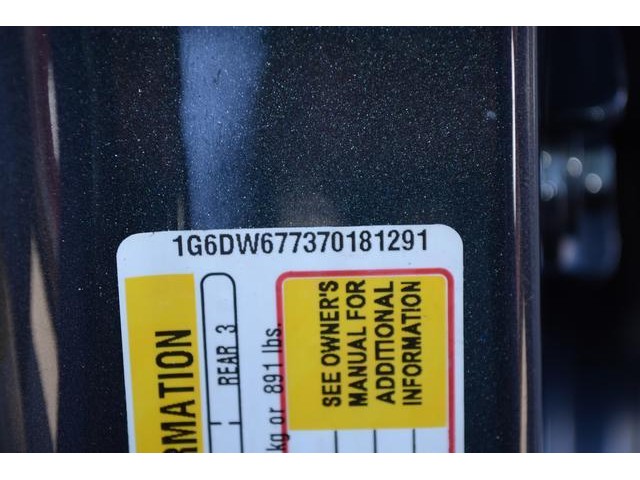 1G6DW677370181291
RMATION
REAR 3
kg or 891 lbs.
SEE OWNER'S
MANUAL FOR
ADDITIONAL
INFORMATION